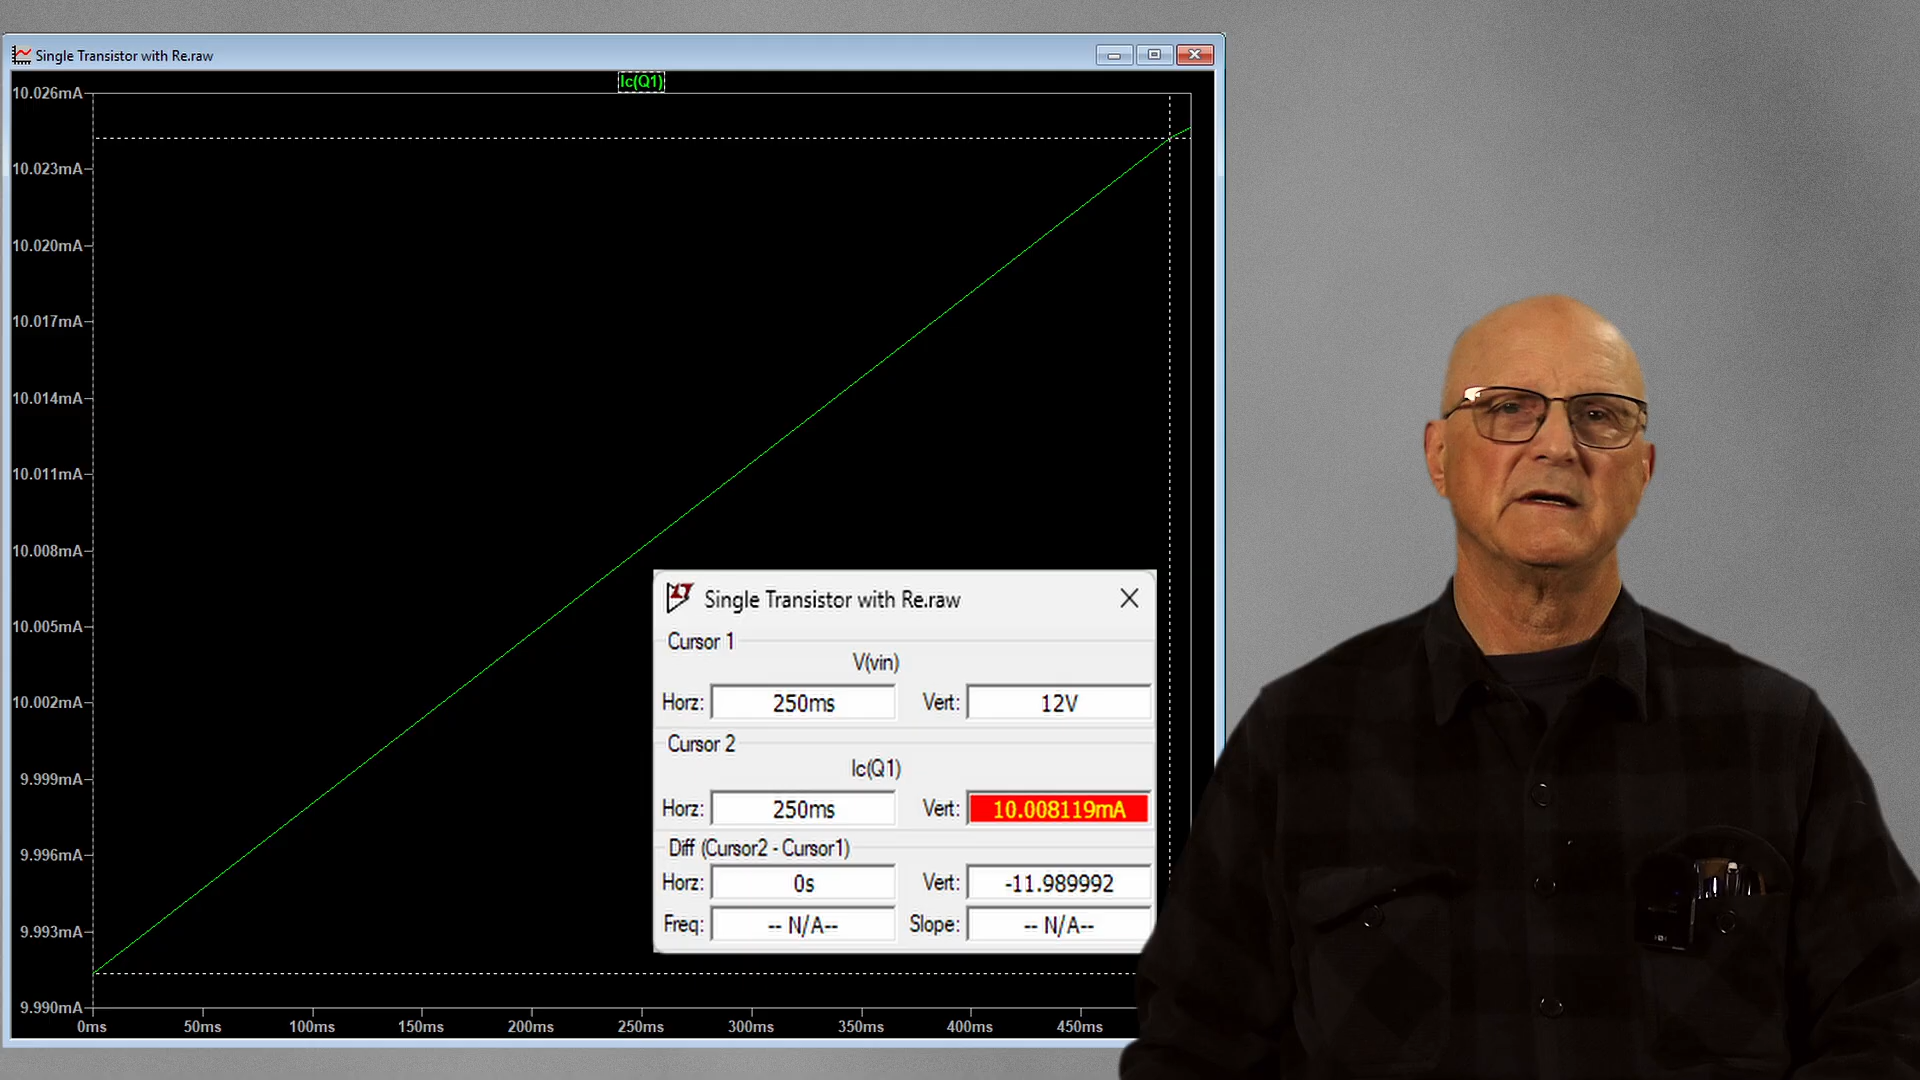 Single Transistor with Re.raw
Ic(Q1)
10.026mA
10.023mA
10.020mA
10.017mA
10.014mA
10.011mA
10.008mA
10.005mA
10.002mA
9.999mA
9.996mA
9.993mA
9.990mA
0ms 50ms 100ms 150ms 200ms 250ms 300ms 350ms 400ms 450ms
Single Transistor with Re.raw
Cursor 1
V(vin)
Horz: 250ms Vert: 12V
Cursor 2
Ic(Q1)
Horz: 250ms Vert: 10.008119mA
Diff (Cursor2 - Cursor1)
Horz: 0s Vert: -11.989992
Freq: -- N/A-- Slope: -- N/A--